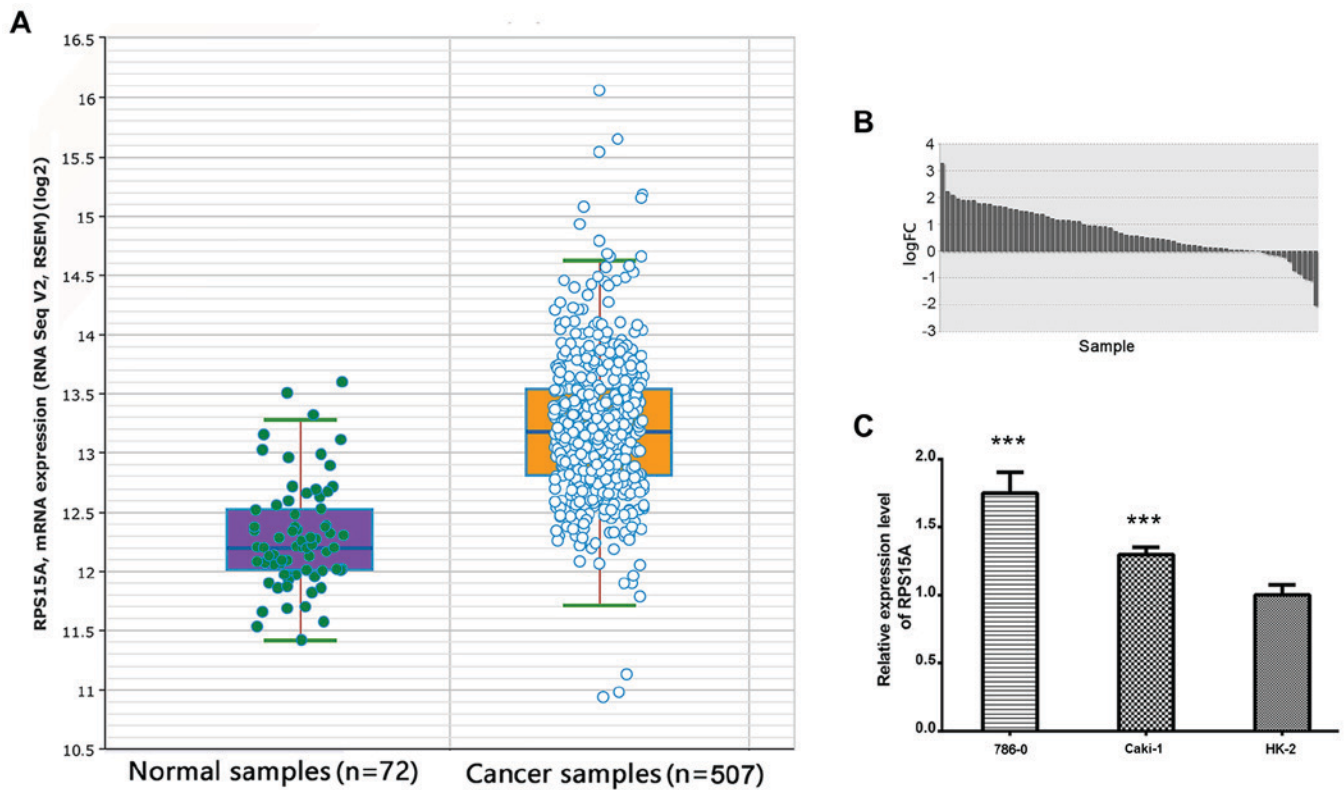 A
RPS15A, mRNA expression (RNA Seq V2, RSEM)(log2)
16.5
16
15.5
15
14.5
14
13.5
13
12.5
12
11.5
11
10.5
Normal samples (n=72)
Cancer samples (n=507)
B
logFC
4
3
2
1
0
-1
-2
-3
Sample
C
Relative expression level
of RPS15A
2.0
1.5
1.0
0.5
0.0
***
***
786-0
Caki-1
HK-2